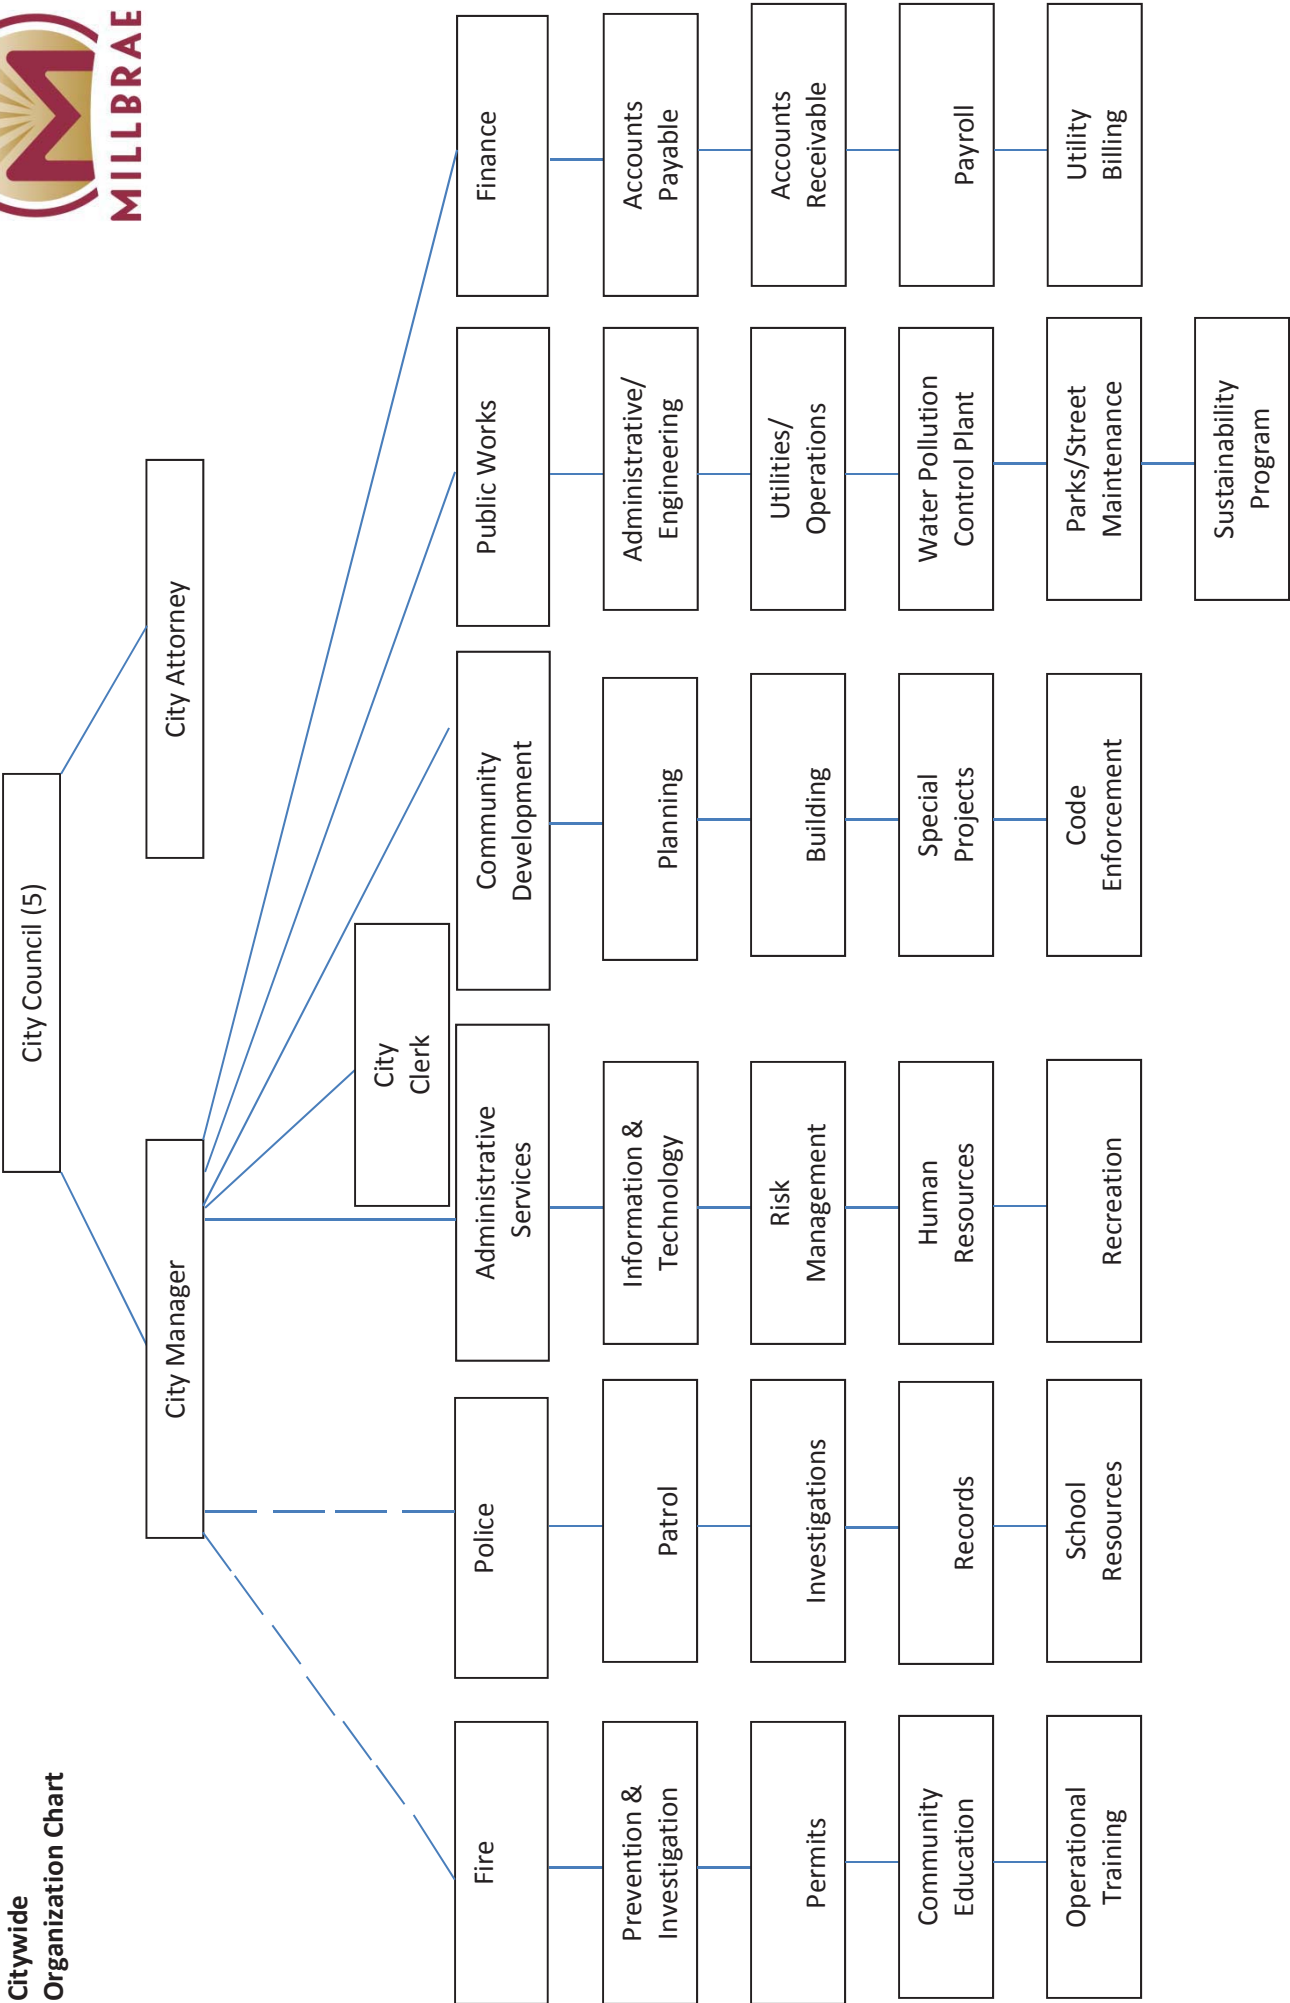 Citywide
Organization Chart
MILLBRAE
City Council (5)
City Manager
City Attorney
City
Clerk
Fire
Police
Administrative
Services
Community
Development
Public Works
Finance
Prevention &
Investigation
Patrol
Information &
Technology
Planning
Administrative/
Engineering
Accounts
Payable
Permits
Investigations
Risk
Management
Building
Utilities/
Operations
Accounts
Receivable
Community
Education
Records
Human
Resources
Special
Projects
Water Pollution
Control Plant
Payroll
Operational
Training
School
Resources
Recreation
Code
Enforcement
Parks/Street
Maintenance
Utility
Billing
Sustainability
Program